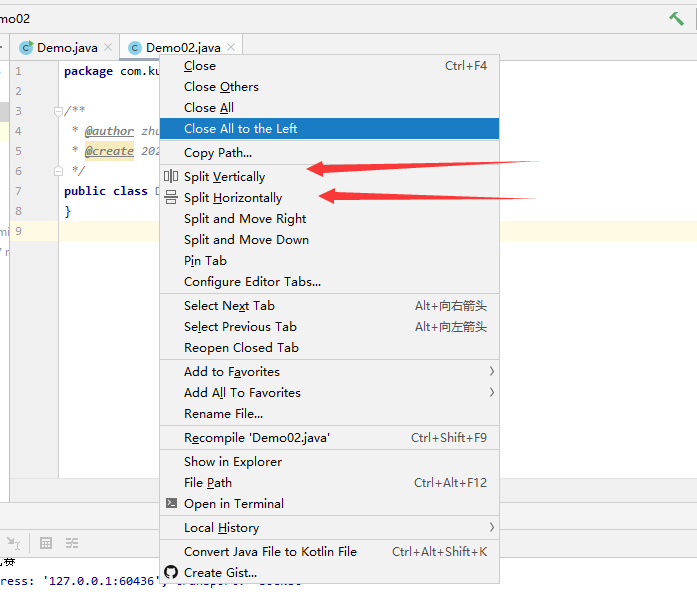 mo02
Demo.java
Demo02.java
1 package com.ku
2
3 /**
4 * @author zhu
5 * @create 202
6 */
7 public class
8 }
9
Close Ctrl+F4
Close Others
Close All
Close All to the Left
Copy Path...
Split Vertically
Split Horizontally
Split and Move Right
Split and Move Down
Pin Tab
Configure Editor Tabs...
Select Next Tab Alt+向右箭头
Select Previous Tab Alt+向左箭头
Reopen Closed Tab
Add to Favorites
Add All To Favorites
Rename File...
Recompile 'Demo02.java' Ctrl+Shift+F9
Show in Explorer
File Path Ctrl+Alt+F12
Open in Terminal
Local History
Convert Java File to Kotlin File Ctrl+Alt+Shift+K
Create Gist...
ress: '127.0.0.1:60436', transport: 'socket'